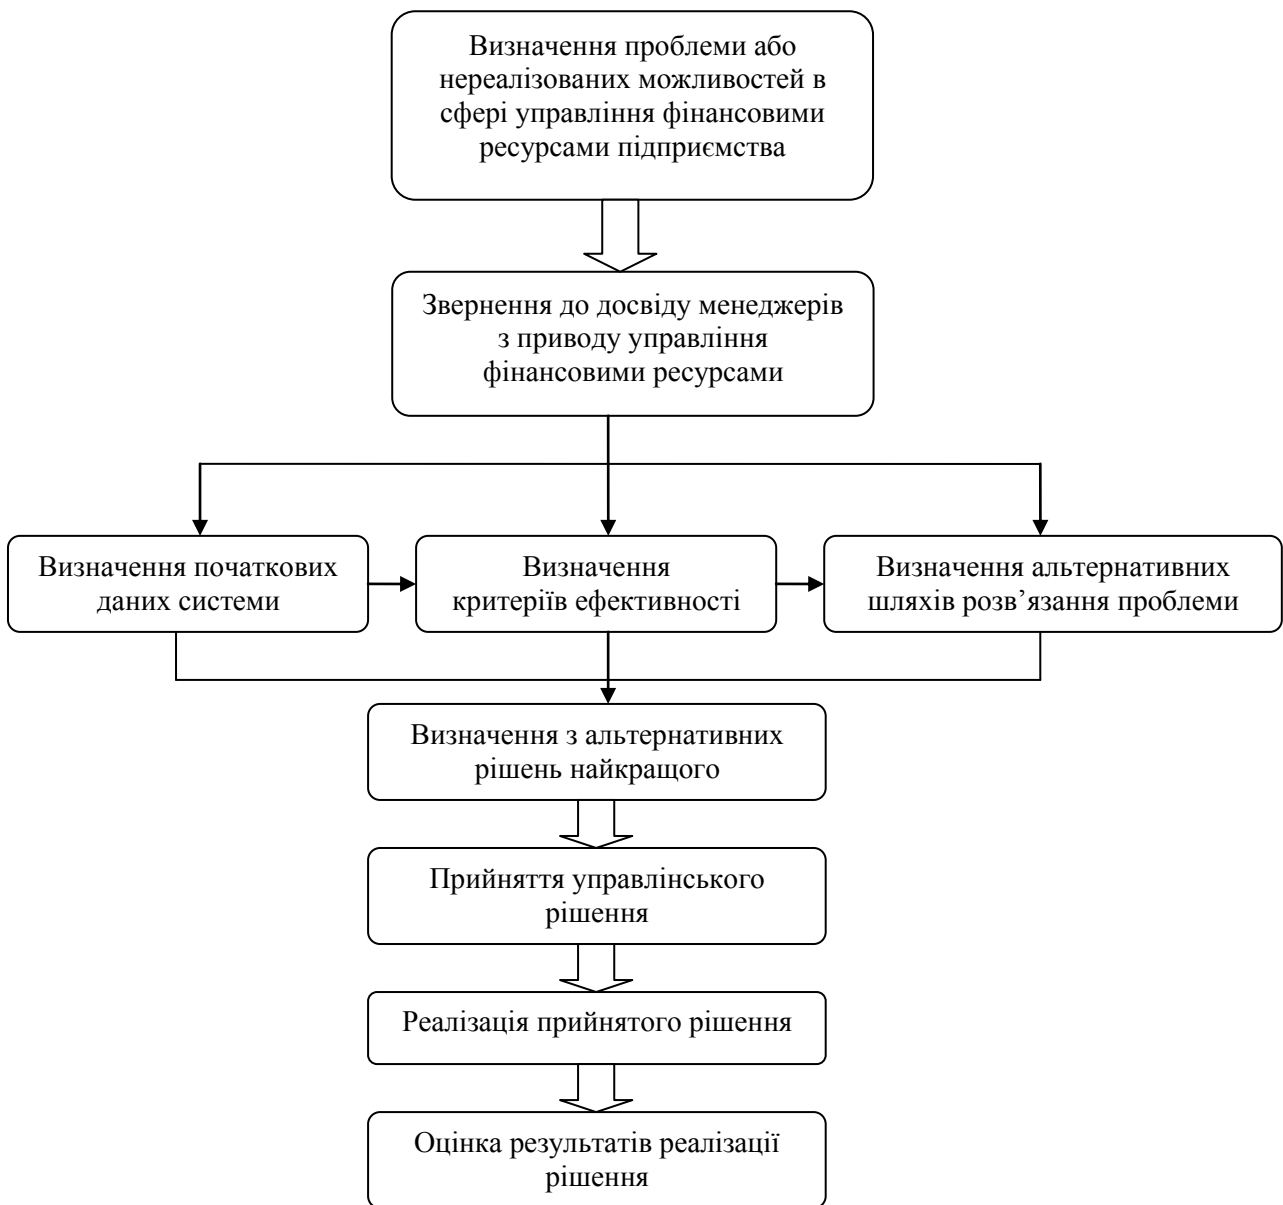 Визначення проблеми або
нереалізованих можливостей в
сфері управління фінансовими
ресурсами підприємства
Звернення до досвіду менеджерів
з приводу управління
фінансовими ресурсами
Визначення початкових
даних системи
Визначення
критеріїв ефективності
Визначення альтернативних
шляхів розв’язання проблеми
Визначення з альтернативних
рішень найкращого
Прийняття управлінського
рішення
Реалізація прийнятого рішення
Оцінка результатів реалізації
рішення